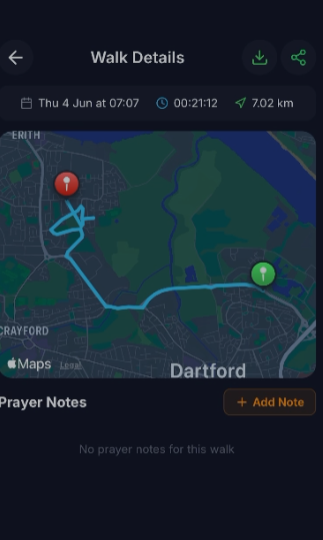 Walk Details
Thu 4 Jun at 07:07
00:21:12
7.02 km
ERITH
CRAYFORD
Dartford
Maps
Legal
Prayer Notes
+ Add Note
No prayer notes for this walk